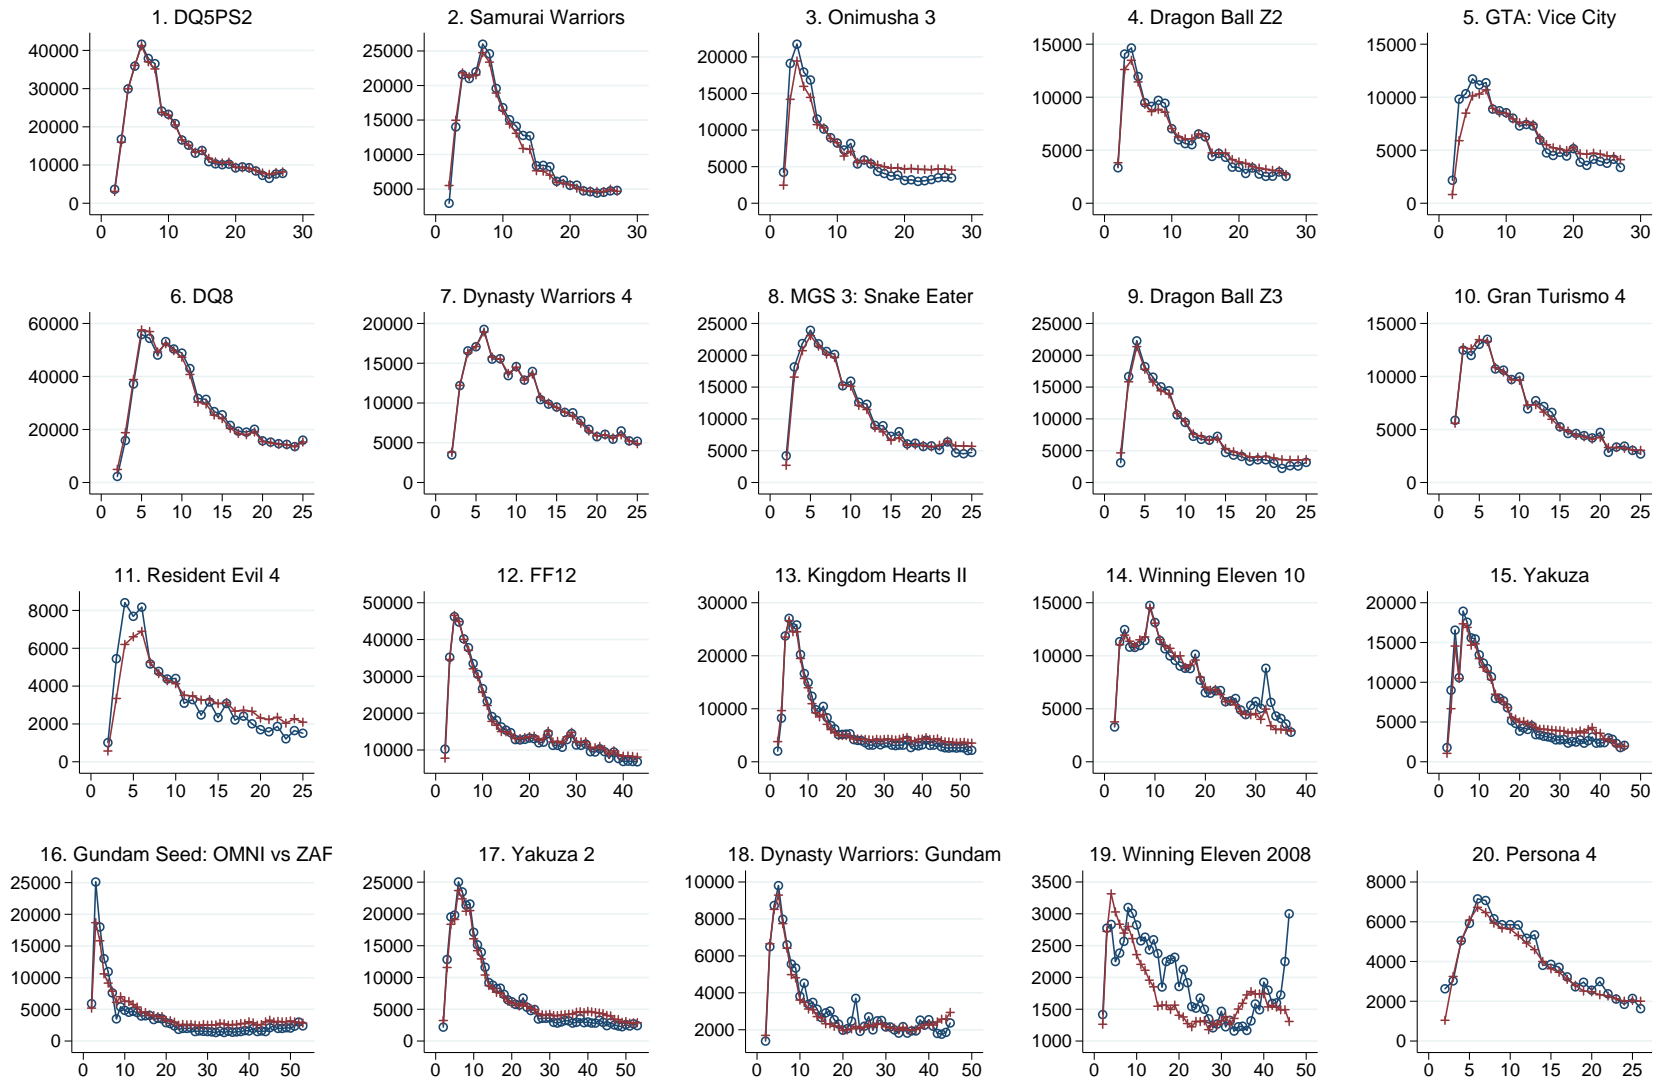 1. DQ5PS2
40000
30000
20000
10000
0
0 10 20 30
2. Samurai Warriors
25000
20000
15000
10000
5000
0 10 20 30
3. Onimusha 3
20000
15000
10000
5000
0
0 10 20 30
4. Dragon Ball Z2
15000
10000
5000
0
0 10 20 30
5. GTA: Vice City
15000
10000
5000
0
0 10 20 30
6. DQ8
60000
40000
20000
0
0 5 10 15 20 25
7. Dynasty Warriors 4
20000
15000
10000
5000
0
0 5 10 15 20 25
8. MGS 3: Snake Eater
25000
20000
15000
10000
5000
0
0 5 10 15 20 25
9. Dragon Ball Z3
25000
20000
15000
10000
5000
0
0 5 10 15 20 25
10. Gran Turismo 4
15000
10000
5000
0
0 5 10 15 20 25
11. Resident Evil 4
8000
6000
4000
2000
0
0 5 10 15 20 25
12. FF12
50000
40000
30000
20000
10000
0 10 20 30 40
13. Kingdom Hearts II
30000
20000
10000
0
0 10 20 30 40 50
14. Winning Eleven 10
15000
10000
5000
0
0 10 20 30 40
15. Yakuza
20000
15000
10000
5000
0
0 10 20 30 40 50
16. Gundam Seed: OMNI vs ZAF
25000
20000
15000
10000
5000
0
0 10 20 30 40 50
17. Yakuza 2
25000
20000
15000
10000
5000
0
0 10 20 30 40 50
18. Dynasty Warriors: Gundam
10000
8000
6000
4000
2000
0 10 20 30 40 50
19. Winning Eleven 2008
3500
3000
2500
2000
1500
1000
0 10 20 30 40 50
20. Persona 4
8000
6000
4000
2000
0
0 5 10 15 20 25